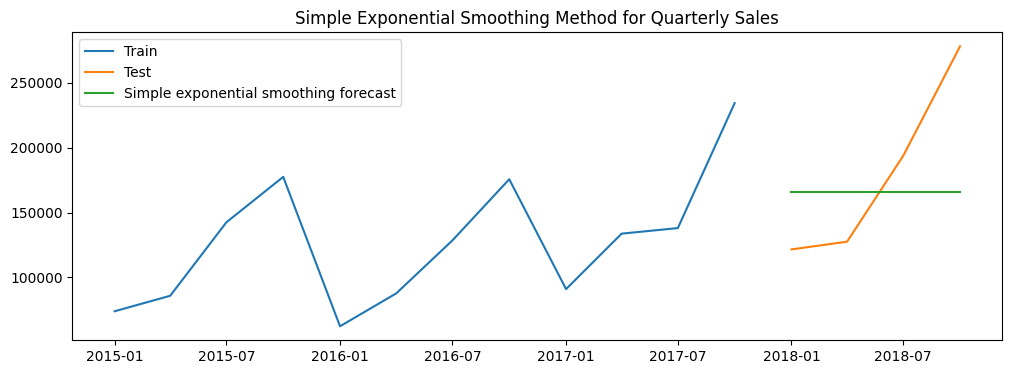 Simple Exponential Smoothing Method for Quarterly Sales
Train
Test
Simple exponential smoothing forecast
250000
200000
150000
100000
2015-01 2015-07 2016-01 2016-07 2017-01 2017-07 2018-01 2018-07